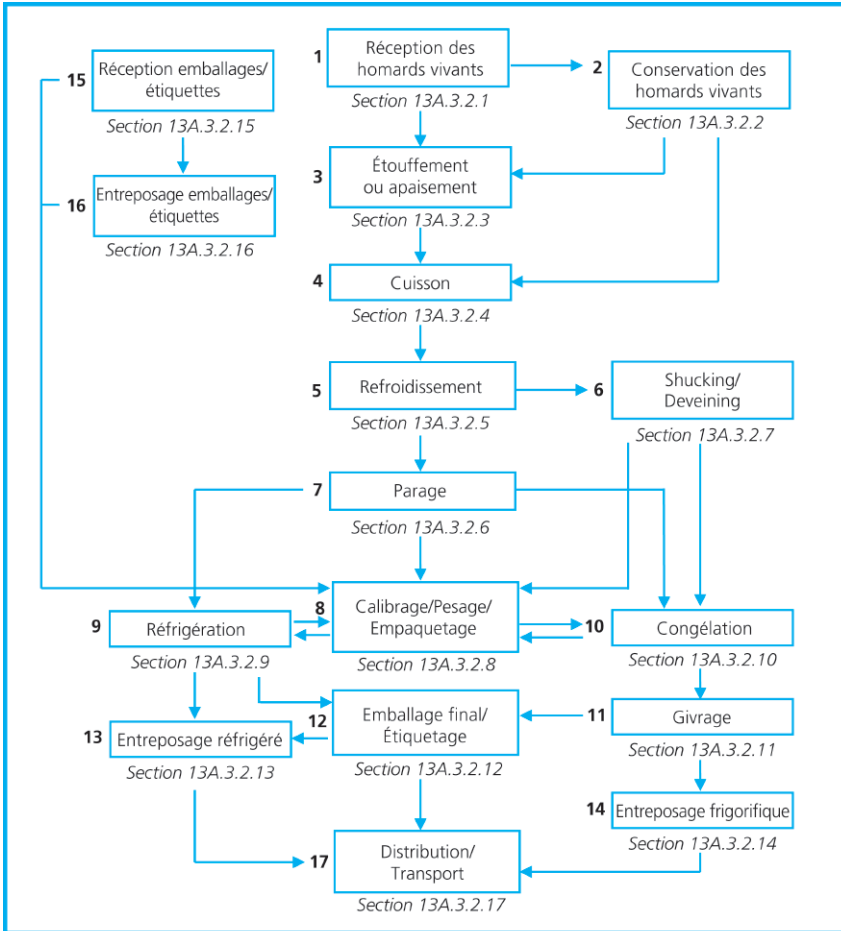 1
Réception des
homards vivants
Section 13A.3.2.1
2
Conservation des
homards vivants
Section 13A.3.2.2
15
Réception emballages/
étiquettes
Section 13A.3.2.15
16
Entreposage emballages/
étiquettes
Section 13A.3.2.16
3
Étouffement
ou apaisement
Section 13A.3.2.3
4
Cuisson
Section 13A.3.2.4
5
Refroidissement
Section 13A.3.2.5
6
Shucking/
Deveining
Section 13A.3.2.7
7
Parage
Section 13A.3.2.6
8
Calibrage/Pesage/
Empaquetage
Section 13A.3.2.8
9
Réfrigération
Section 13A.3.2.9
10
Congélation
Section 13A.3.2.10
11
Givrage
Section 13A.3.2.11
12
Emballage final/
Étiquetage
Section 13A.3.2.12
13
Entreposage réfrigéré
Section 13A.3.2.13
14
Entreposage frigorifique
Section 13A.3.2.14
17
Distribution/
Transport
Section 13A.3.2.17